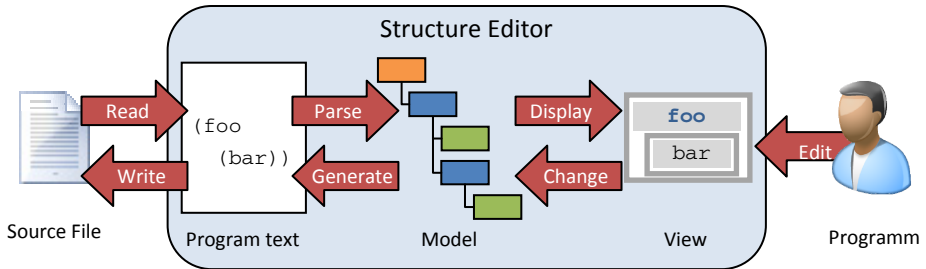 Structure Editor
Read
Parse
Display
(foo
(bar))
foo
bar
Edit
Write
Generate
Change
Source File
Program text
Model
View
Programm